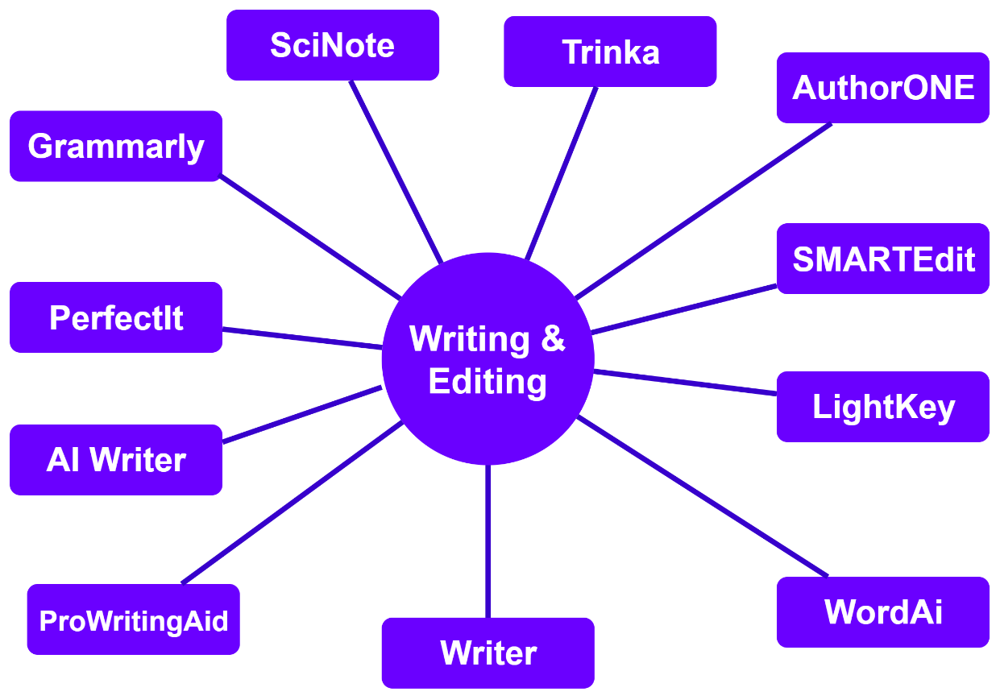 SciNote
Trinka
AuthorONE
Grammarly
SMARTEdit
PerfectIt
Writing &
Editing
LightKey
AI Writer
ProWritingAid
Writer
WordAi